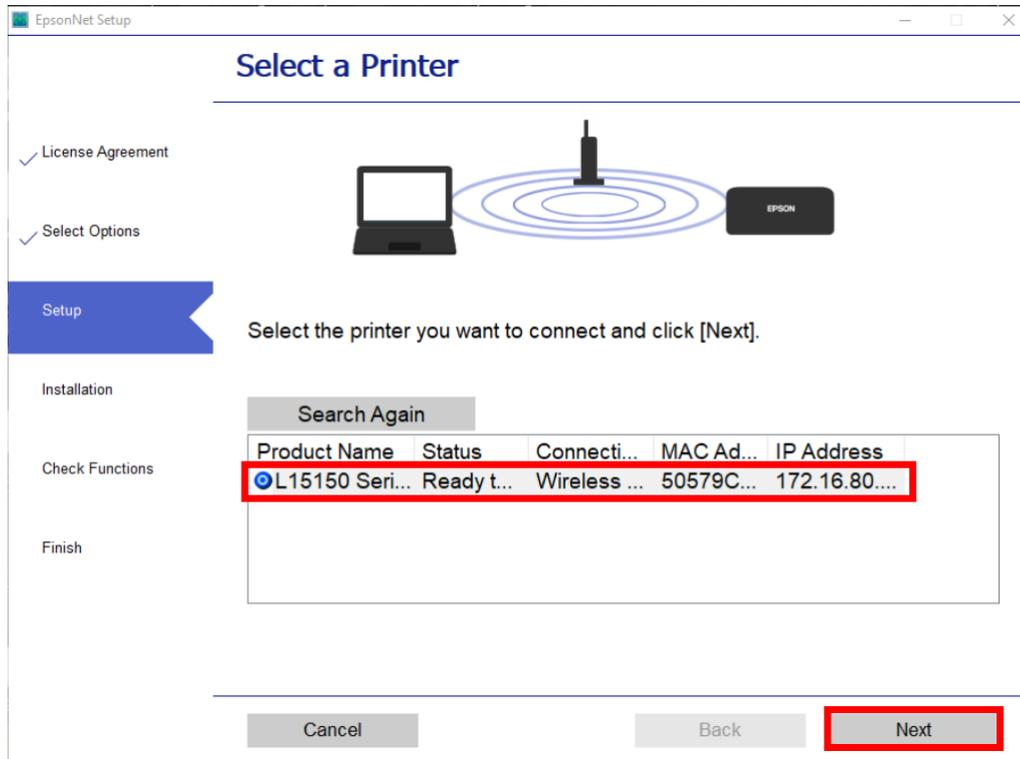 EpsonNet Setup
Select a Printer
License Agreement
Select Options
Setup
Installation
Check Functions
Finish
EPSON
Select the printer you want to connect and click [Next].
Search Again
Product Name Status Connecti... MAC Ad... IP Address
L15150 Seri... Ready t... Wireless ... 50579C... 172.16.80....
Cancel Back Next